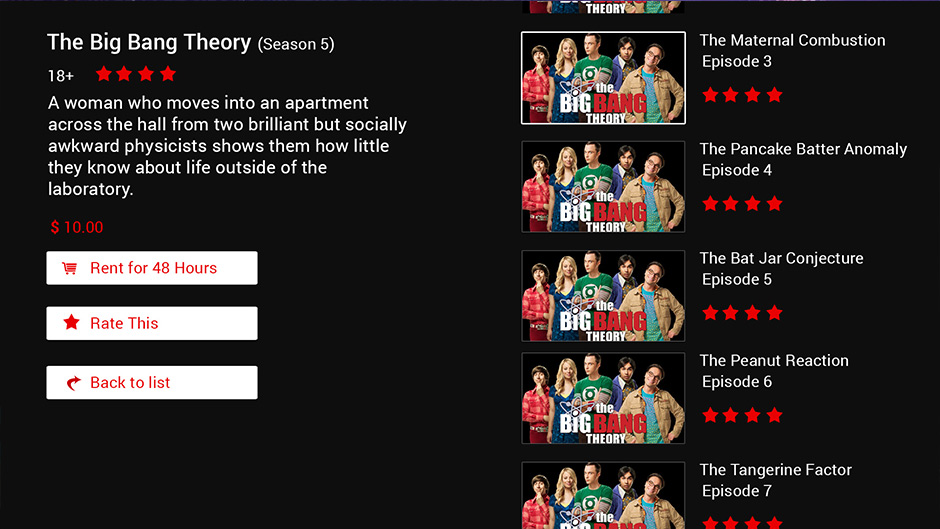 The Big Bang Theory (Season 5)
18+
A woman who moves into an apartment
across the hall from two brilliant but socially
awkward physicists shows them how little
they know about life outside of the
laboratory.
$ 10.00
Rent for 48 Hours
Rate This
Back to list
THEORY
the
BIG BANG
THEORY
The Maternal Combustion
Episode 3
the
BIG BANG
THEORY
The Pancake Batter Anomaly
Episode 4
the
BIG BANG
THEORY
The Bat Jar Conjecture
Episode 5
the
BIG BANG
THEORY
The Peanut Reaction
Episode 6
the
BIG BANG
The Tangerine Factor
Episode 7